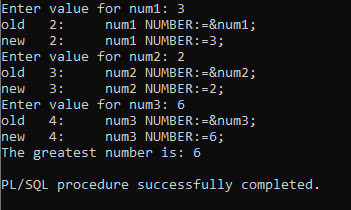 Enter value for num1: 3
old   2:     num1 NUMBER:=&num1;
new   2:     num1 NUMBER:=3;
Enter value for num2: 2
old   3:     num2 NUMBER:=&num2;
new   3:     num2 NUMBER:=2;
Enter value for num3: 6
old   4:     num3 NUMBER:=&num3;
new   4:     num3 NUMBER:=6;
The greatest number is: 6
PL/SQL procedure successfully completed.